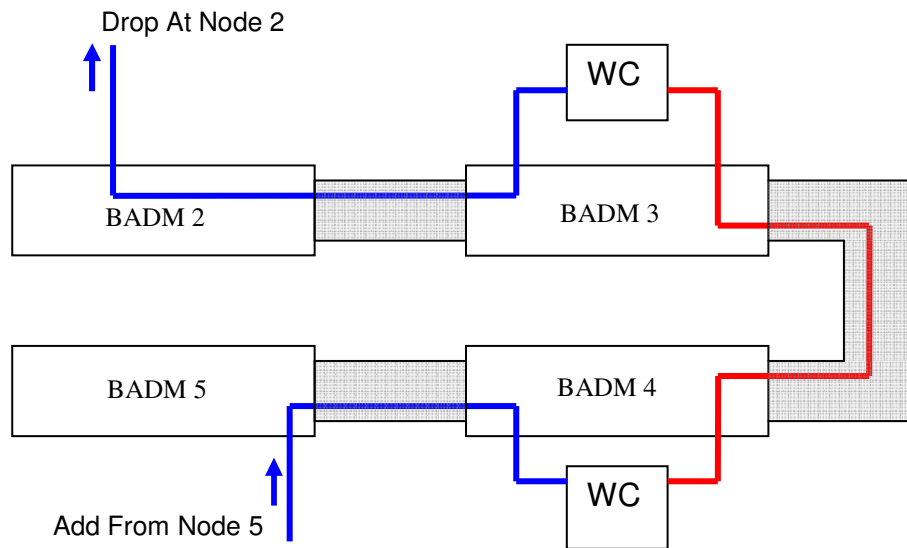 Drop At Node 2
WC
BADM 2
BADM 3
BADM 5
BADM 4
WC
Add From Node 5